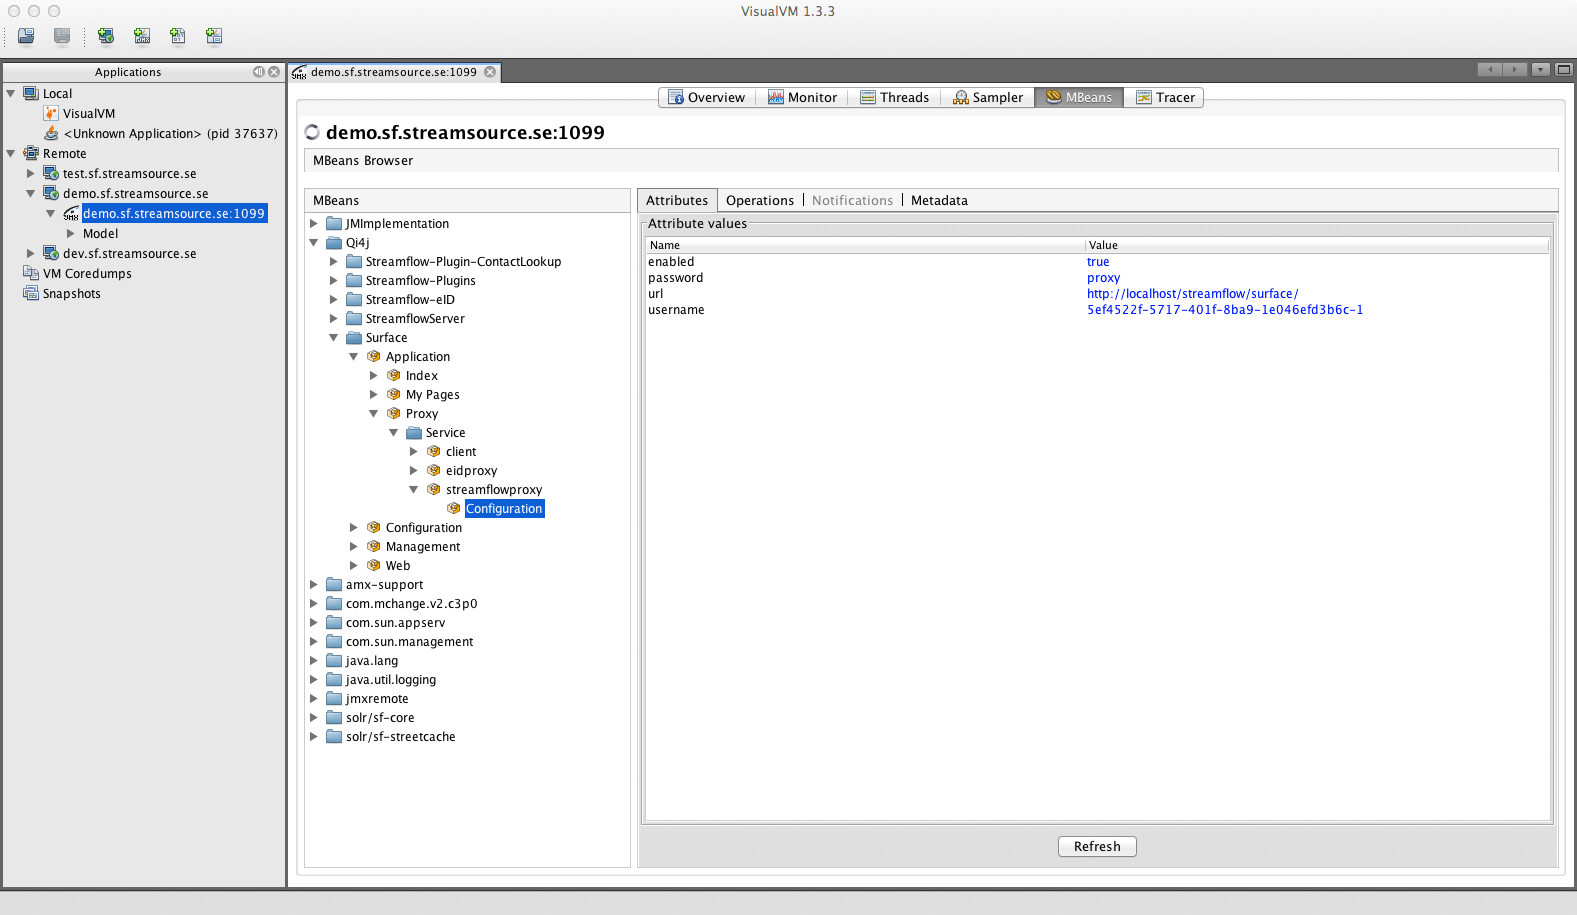 VisualVM 1.3.3
Applications
Local
VisualVM
<Unknown Application> (pid 37637)
Remote
test.sf.streamsource.se
demo.sf.streamsource.se
demo.sf.streamsource.se:1099
Model
dev.sf.streamsource.se
VM Coredumps
Snapshots
demo.sf.streamsource.se:1099
Overview Monitor Threads Sampler MBeans Tracer
demo.sf.streamsource.se:1099
MBeans Browser
MBeans
JMImplementation
Qi4j
Streamflow-Plugin-ContactLookup
Streamflow-Plugins
Streamflow-eID
StreamflowServer
Surface
Application
Index
My Pages
Proxy
Service
client
eidproxy
streamflowproxy
Configuration
Configuration
Management
Web
amx-support
com.mchange.v2.c3p0
com.sun.appserv
com.sun.management
java.lang
java.util.logging
jmxremote
solr/sf-core
solr/sf-streetcache
Attributes Operations Notifications Metadata
Attribute values
Name Value
enabled true
password proxy
url http://localhost/streamflow/surface/
username 5ef4522f-5717-401f-8ba9-1e046efd3b6c-1
Refresh